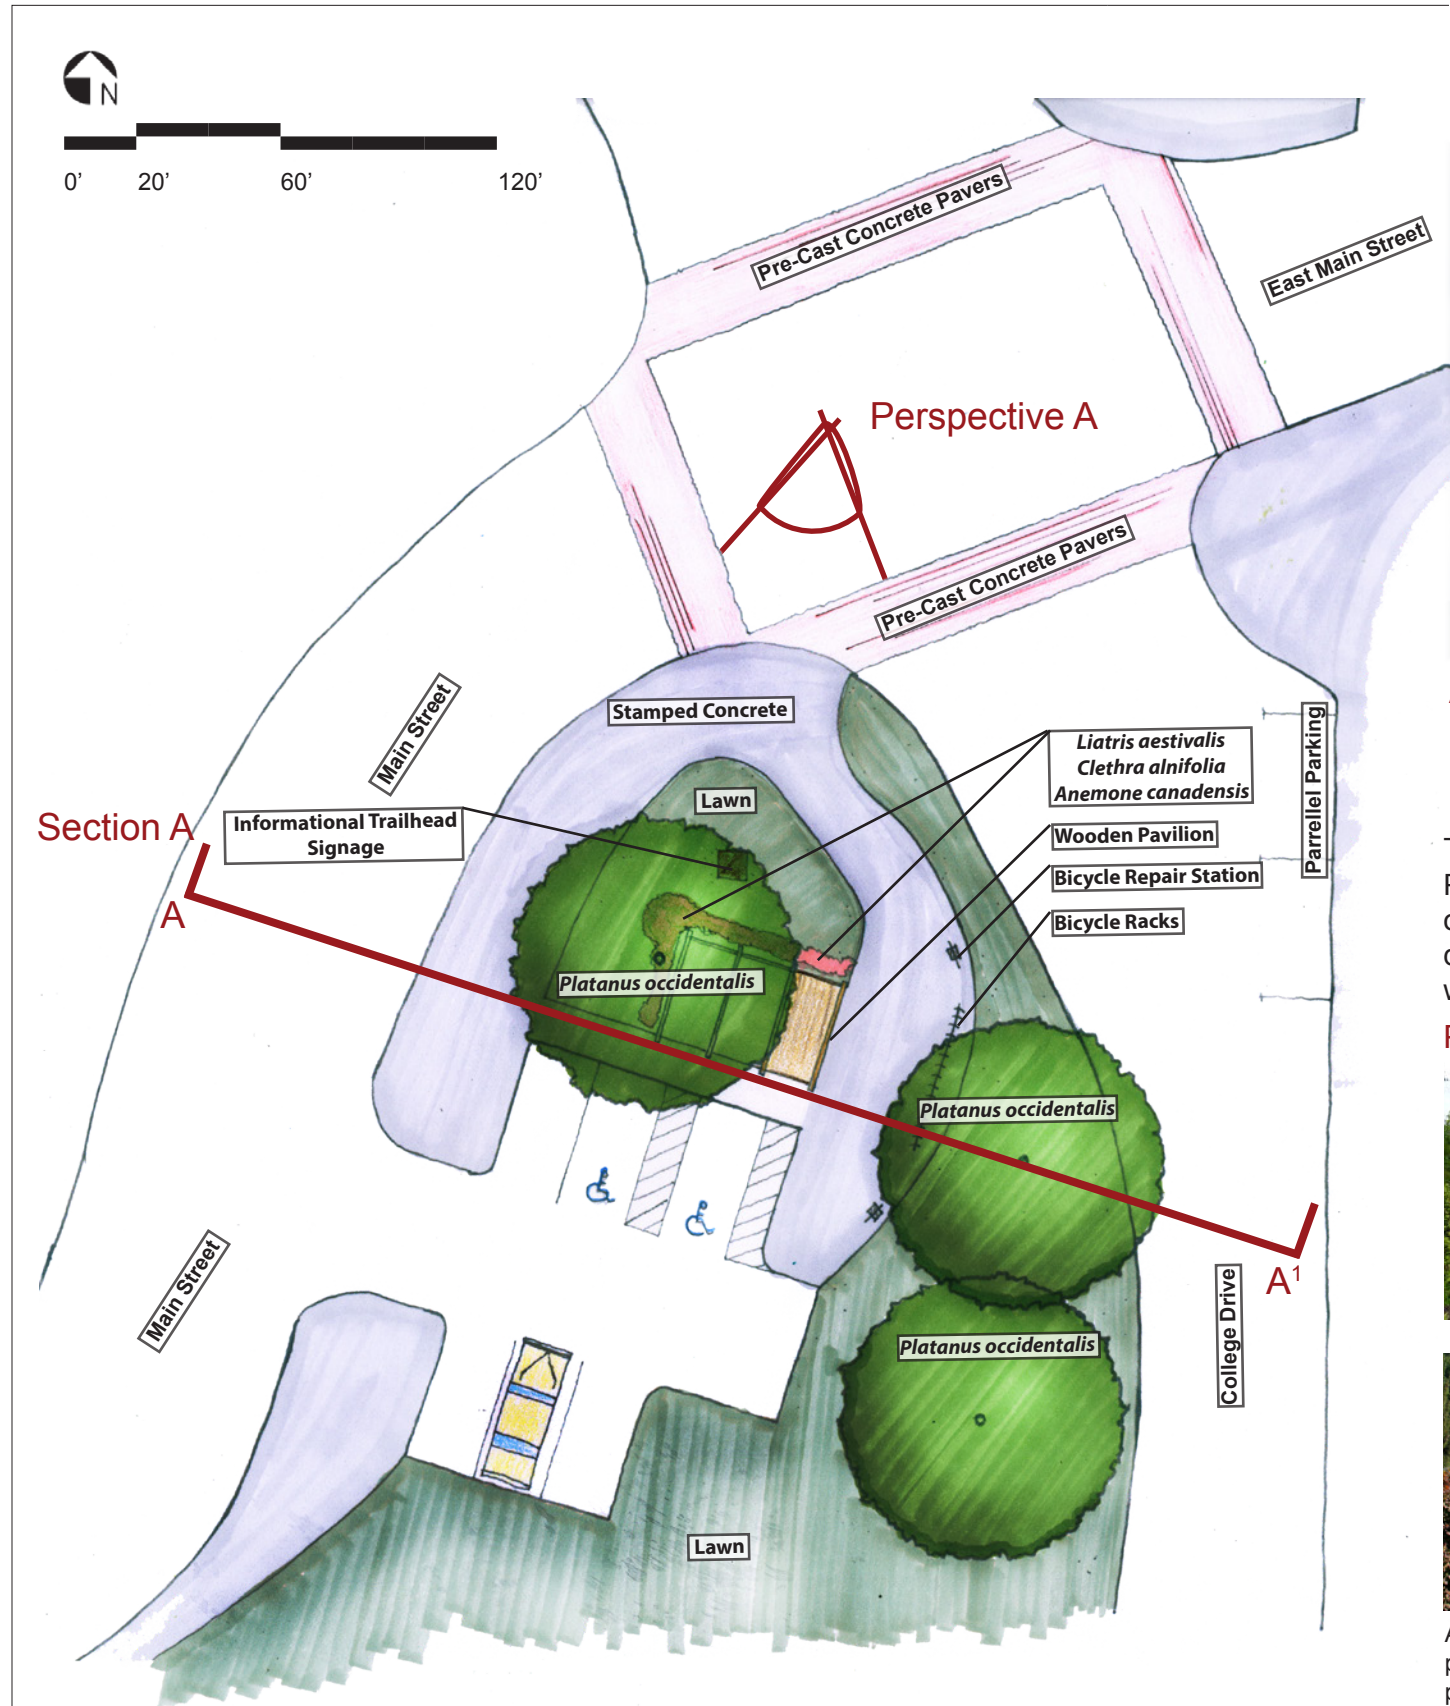 N
0' 20' 60' 120'
Pre-Cast Concrete Pavers
East Main Street
Perspective A
Pre-Cast Concrete Pavers
Main Street
Stamped Concrete
Parrellel Parking
Liatris aestivalis
Clethra alnifolia
Anemone canadensis
Lawn
Section A
Informational Trailhead
Signage
Wooden Pavilion
Bicycle Repair Station
Bicycle Racks
A
Platanus occidentalis
Platanus occidentalis
Main Street
College Drive
A¹
Platanus occidentalis
Lawn